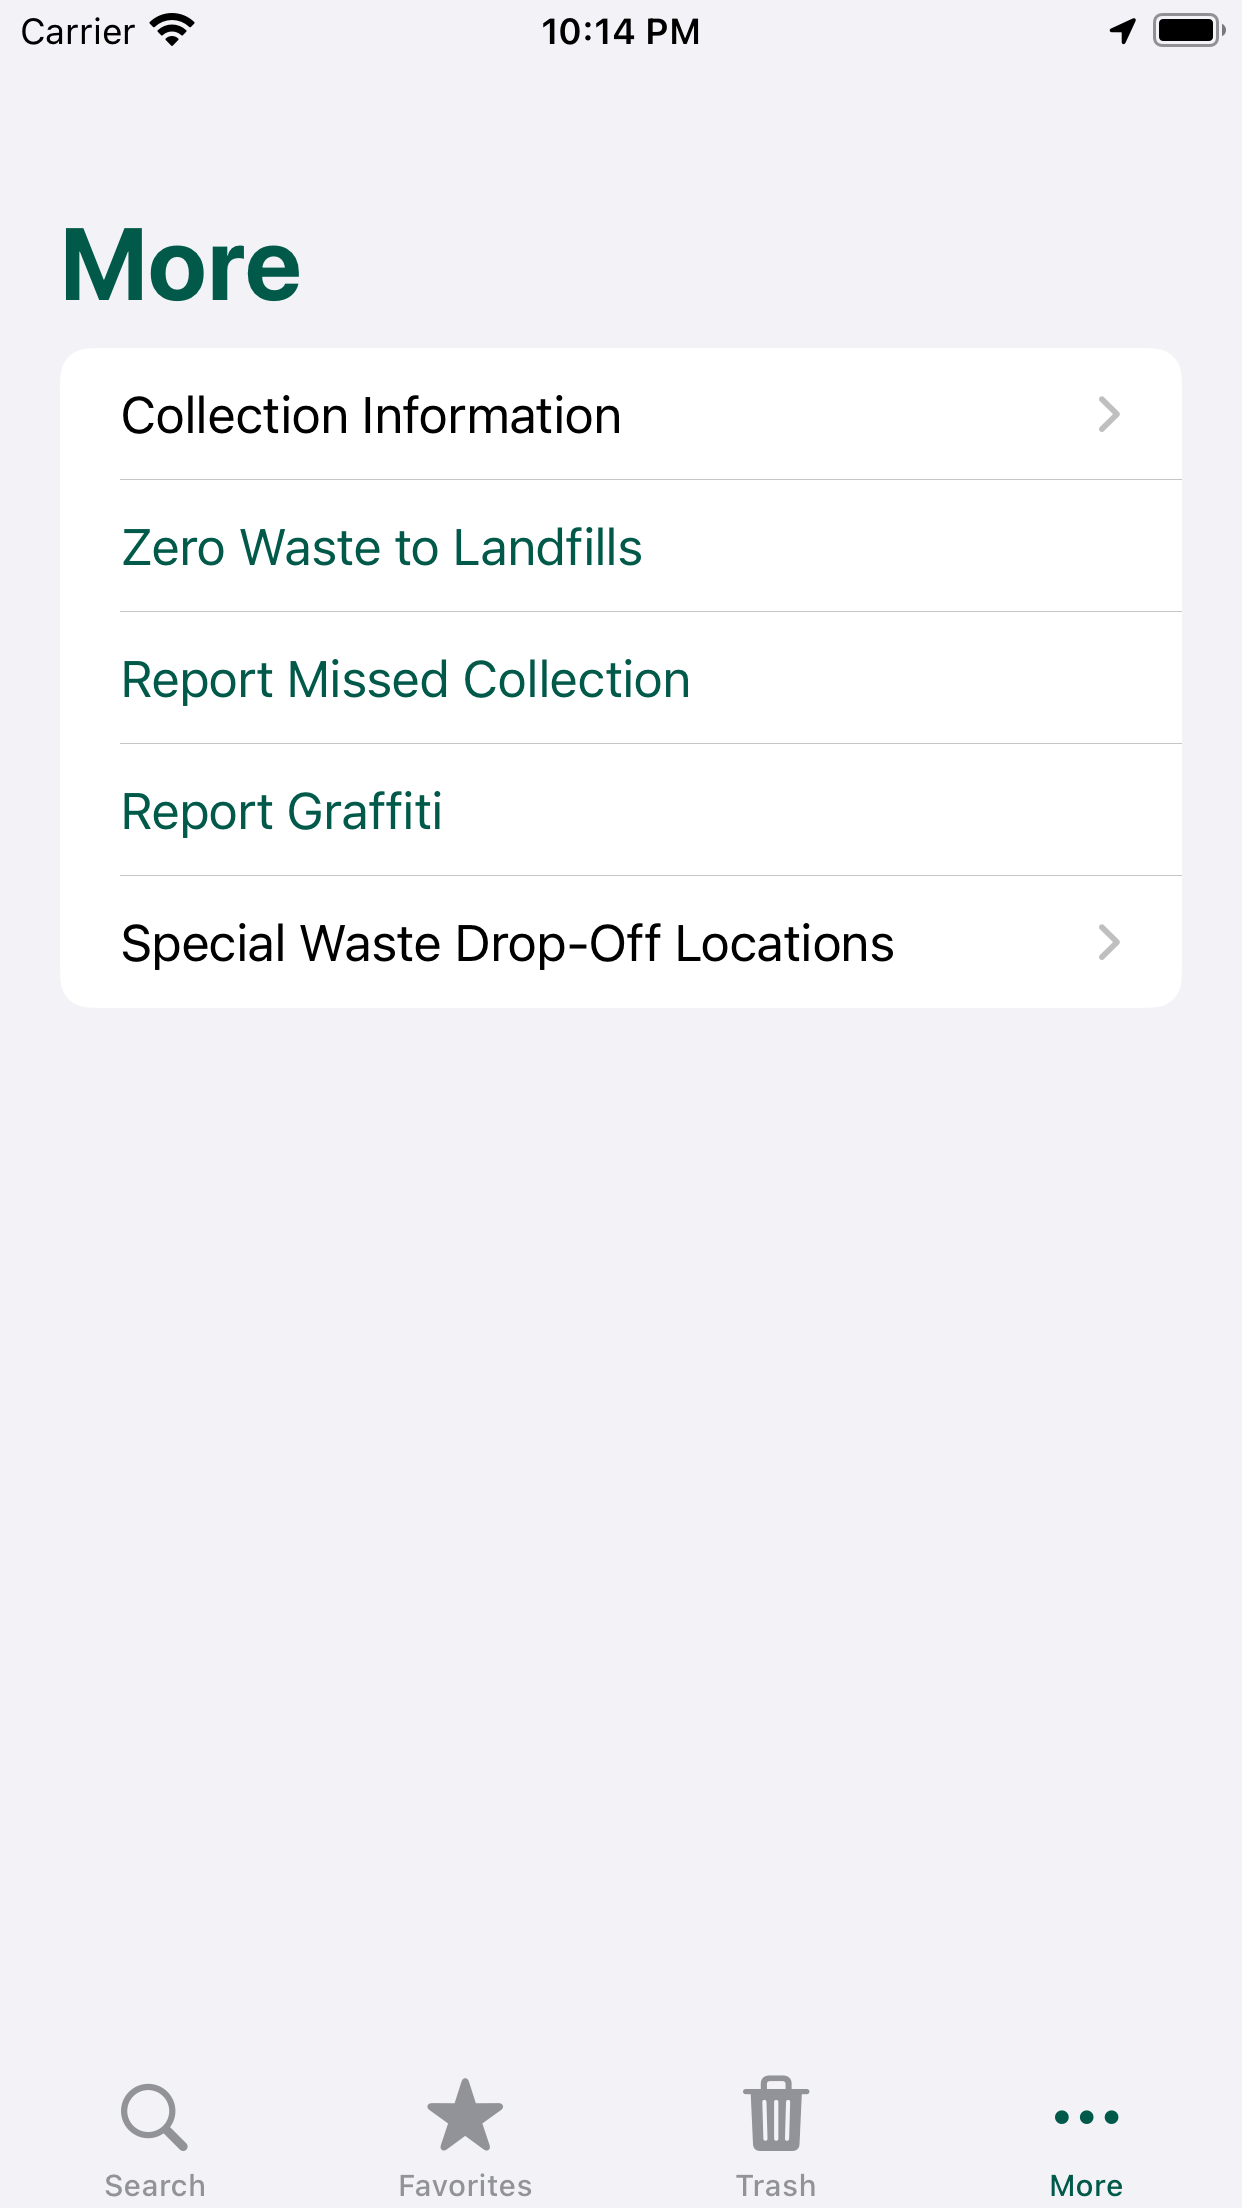 Carrier 10:14 PM
More
Collection Information
Zero Waste to Landfills
Report Missed Collection
Report Graffiti
Special Waste Drop-Off Locations
Search Favorites Trash More